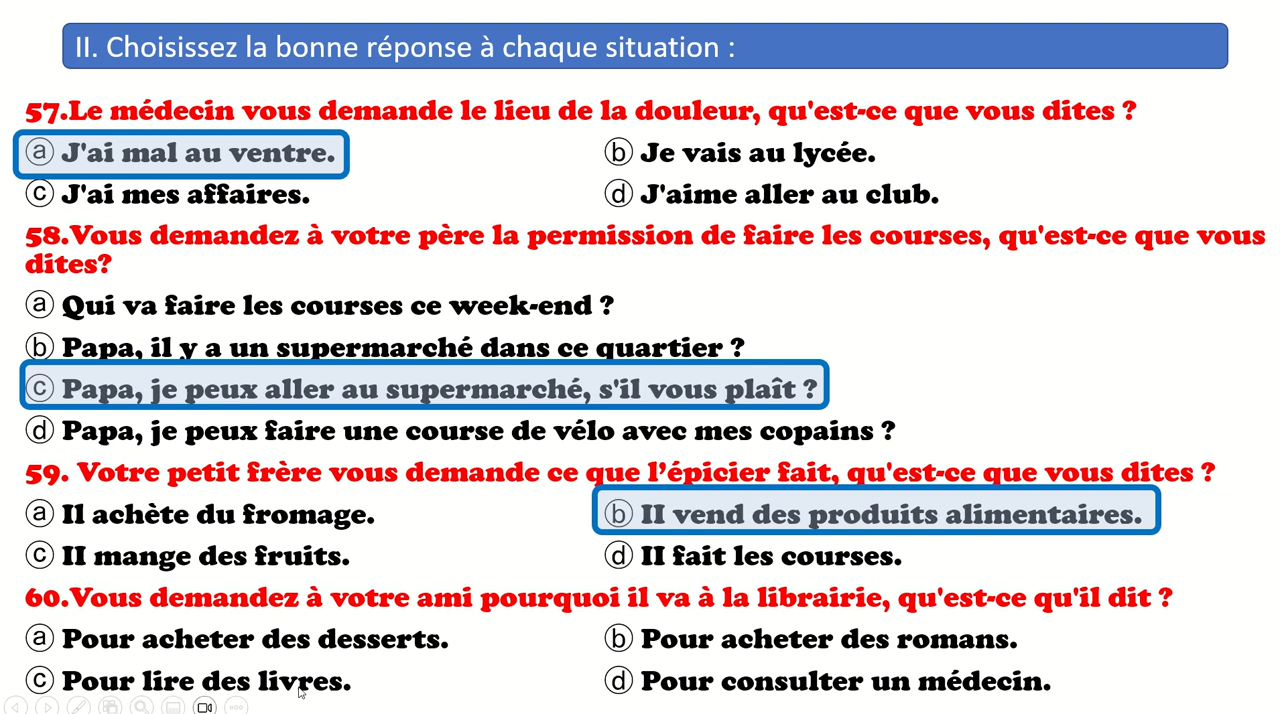 II. Choisissez la bonne réponse à chaque situation :
57.Le médecin vous demande le lieu de la douleur, qu'est-ce que vous dites ?
ⓐ J'ai mal au ventre. ⓑ Je vais au lycée.
ⓒ J'ai mes affaires. ⓓ J'aime aller au club.
58.Vous demandez à votre père la permission de faire les courses, qu'est-ce que vous
dites?
ⓐ Qui va faire les courses ce week-end ?
ⓑ Papa, il y a un supermarché dans ce quartier ?
ⓒ Papa, je peux aller au supermarché, s'il vous plaît ?
ⓓ Papa, je peux faire une course de vélo avec mes copains ?
59. Votre petit frère vous demande ce que l’épicier fait, qu'est-ce que vous dites ?
ⓐ Il achète du fromage. ⓑ II vend des produits alimentaires.
ⓒ II mange des fruits. ⓓ II fait les courses.
60.Vous demandez à votre ami pourquoi il va à la librairie, qu'est-ce qu'il dit ?
ⓐ Pour acheter des desserts. ⓑ Pour acheter des romans.
ⓒ Pour lire des livres. ⓓ Pour consulter un médecin.